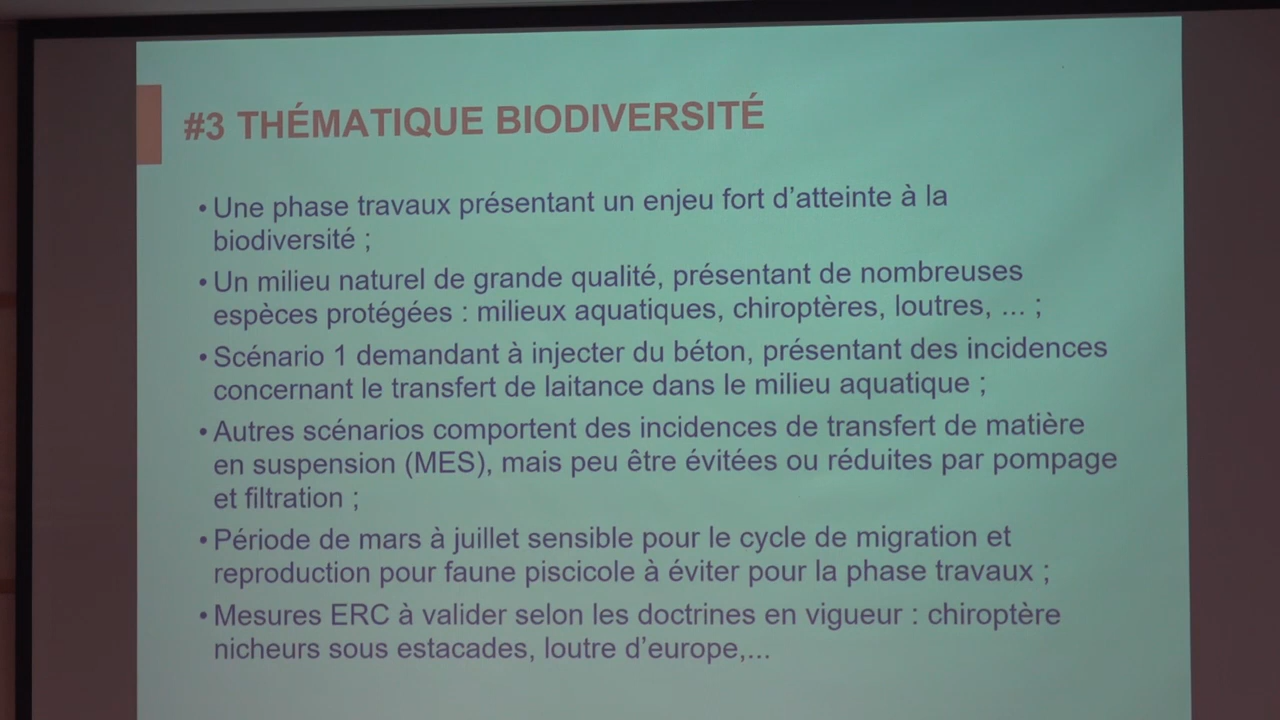 #3 THÉMATIQUE BIODIVERSITÉ
• Une phase travaux présentant un enjeu fort d'atteinte à la
biodiversité ;
• Un milieu naturel de grande qualité, présentant de nombreuses
espèces protégées : milieux aquatiques, chiroptères, loutres, ... ;
• Scénario 1 demandant à injecter du béton, présentant des incidences
concernant le transfert de laitance dans le milieu aquatique ;
• Autres scénarios comportent des incidences de transfert de matière
en suspension (MES), mais peu être évitées ou réduites par pompage
et filtration ;
• Période de mars à juillet sensible pour le cycle de migration et
reproduction pour faune piscicole à éviter pour la phase travaux ;
• Mesures ERC à valider selon les doctrines en vigueur : chiroptère
nicheurs sous estacades, loutre d'europe,...